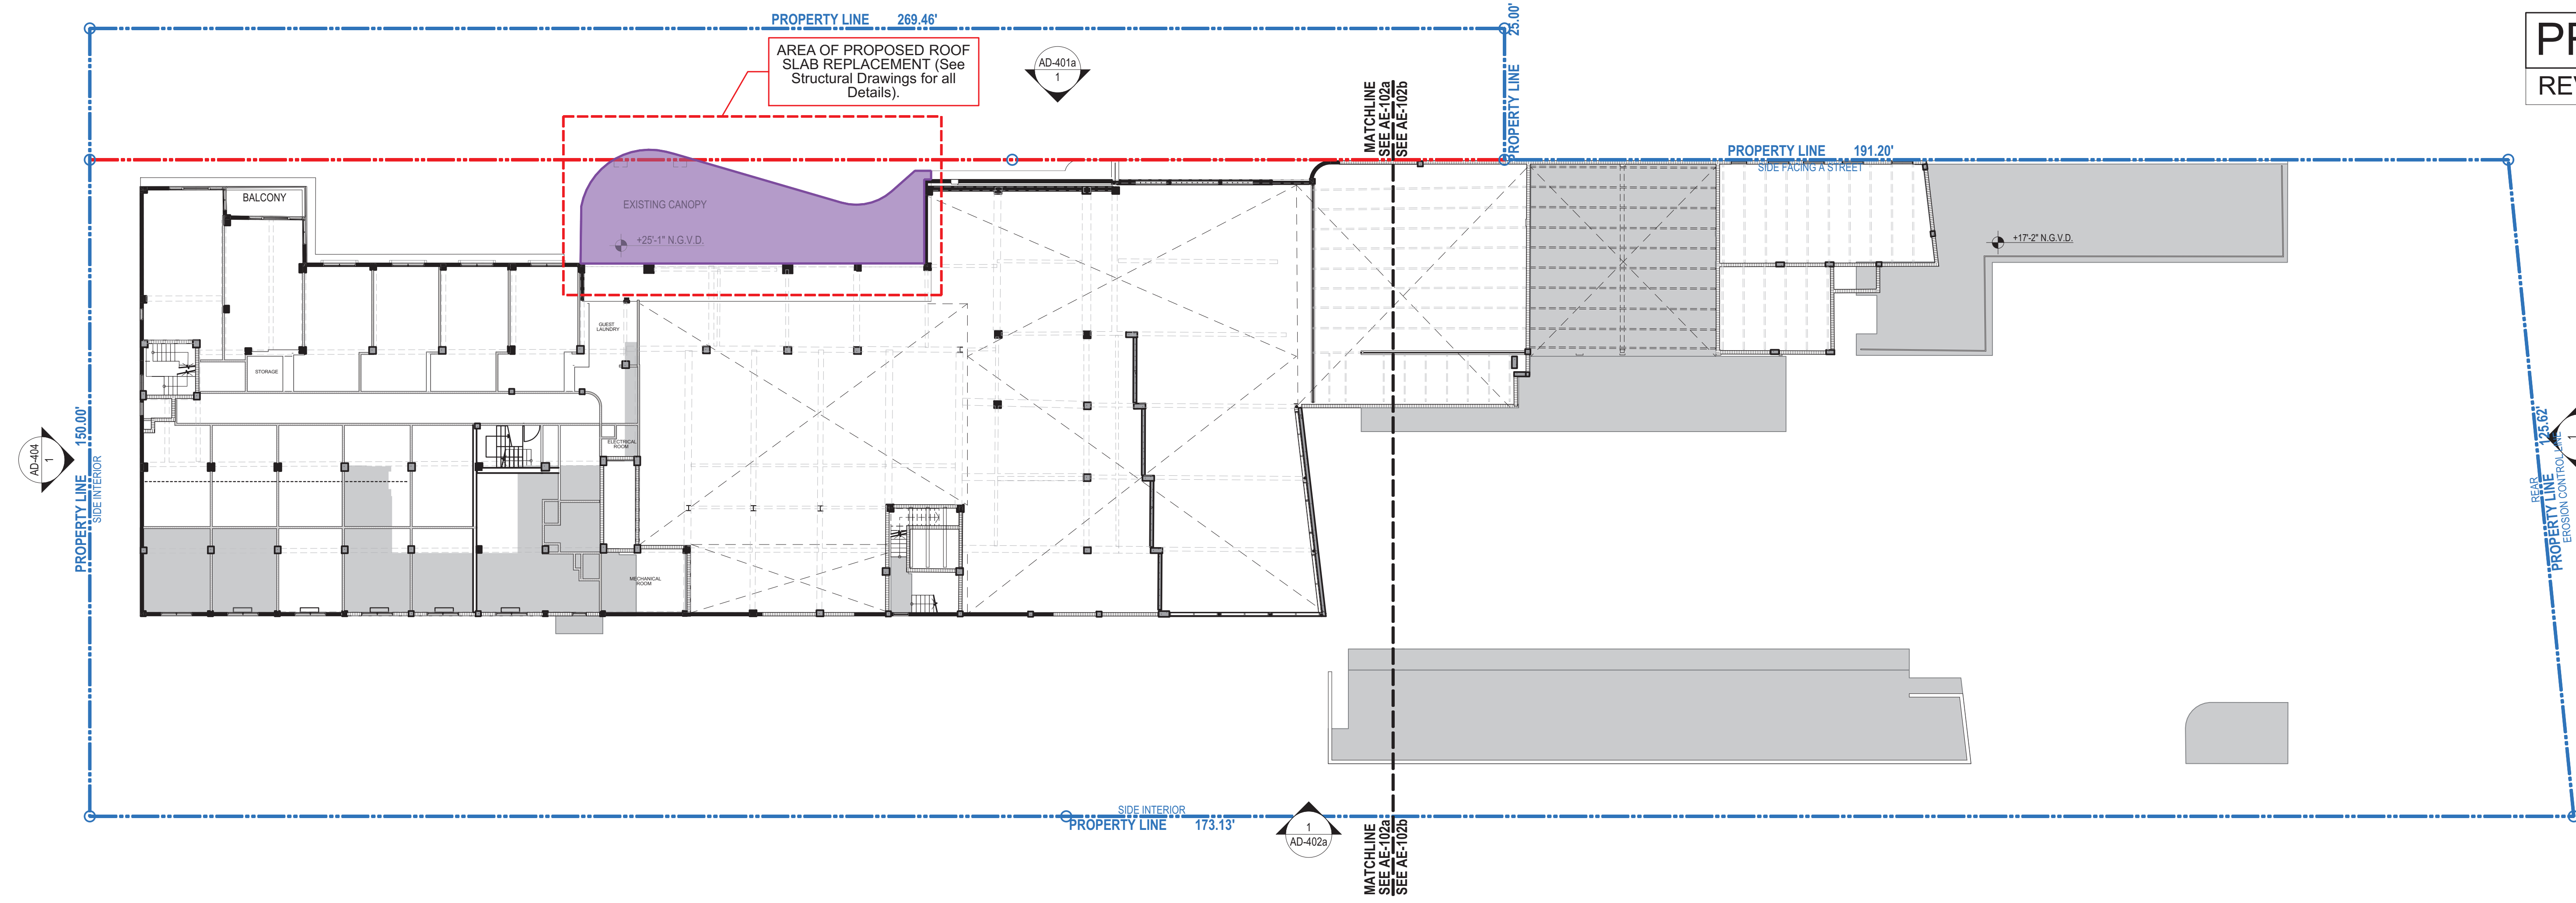 PROPERTY LINE 269.46'
25.00'
PROPERTY LINE
AREA OF PROPOSED ROOF
SLAB REPLACEMENT (See
Structural Drawings for all
Details).
AD-401a
1
MATCHLINE
SEE AE-102a
SEE AE-102b
PROPERTY LINE 191.20'
SIDE FACING A STREET
BALCONY
EXISTING CANOPY
+25'-1" N.G.V.D.
+17'-2" N.G.V.D.
GUEST
LAUNDRY
STORAGE
ELECTRICAL
ROOM
MECHANICAL
ROOM
AD-404
1
PROPERTY LINE 150.00'
SIDE INTERIOR
REAR
PROPERTY LINE 125.62'
EROSION CONTROL LINE
1
SIDE INTERIOR
PROPERTY LINE 173.13'
1
AD-402a
MATCHLINE
SEE AE-102a
SEE AE-102b